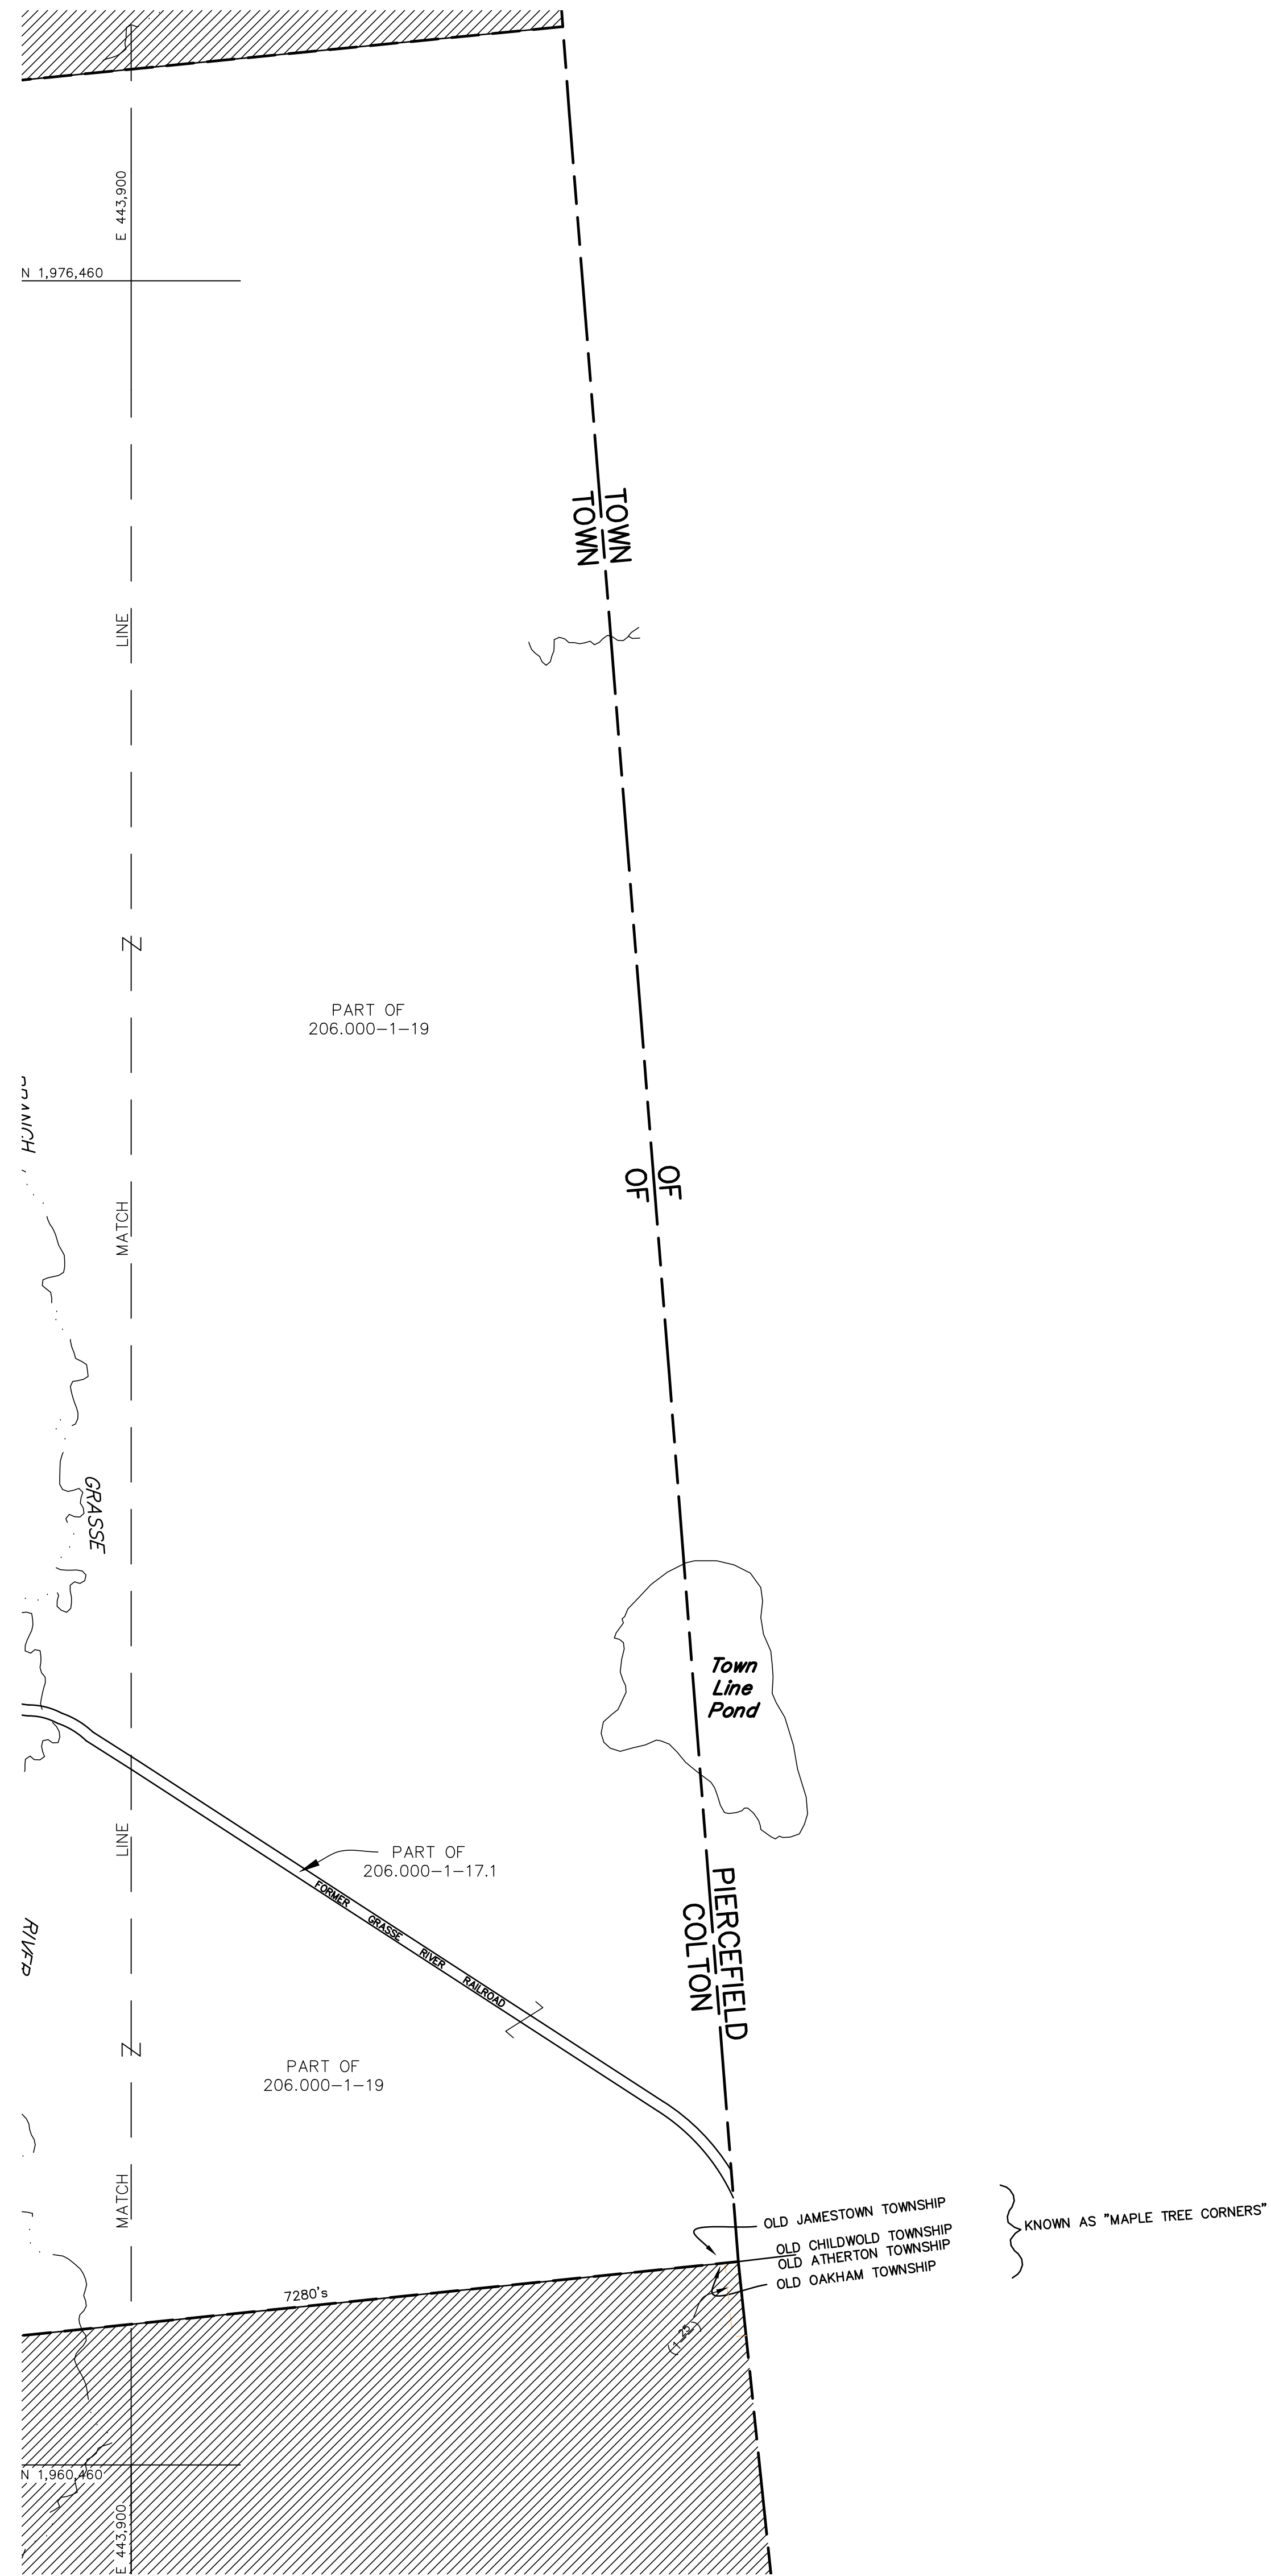 E 443,900
N 1,976,460
TOWN
TOWN
LINE
Z
PART OF
206.000-1-19
BRANCH
OF
OF
MATCH
GRASSE
Town
Line
Pond
LINE
PART OF
206.000-1-17.1
FORMER GRASSE RIVER RAILROAD
PIERCEFIELD
COLTON
RIVER
Z
PART OF
206.000-1-19
MATCH
OLD JAMESTOWN TOWNSHIP
OLD CHILDWOLD TOWNSHIP
OLD ATHERTON TOWNSHIP
OLD OAKHAM TOWNSHIP
KNOWN AS "MAPLE TREE CORNERS"
7280's
N 1,960,460
E 443,900